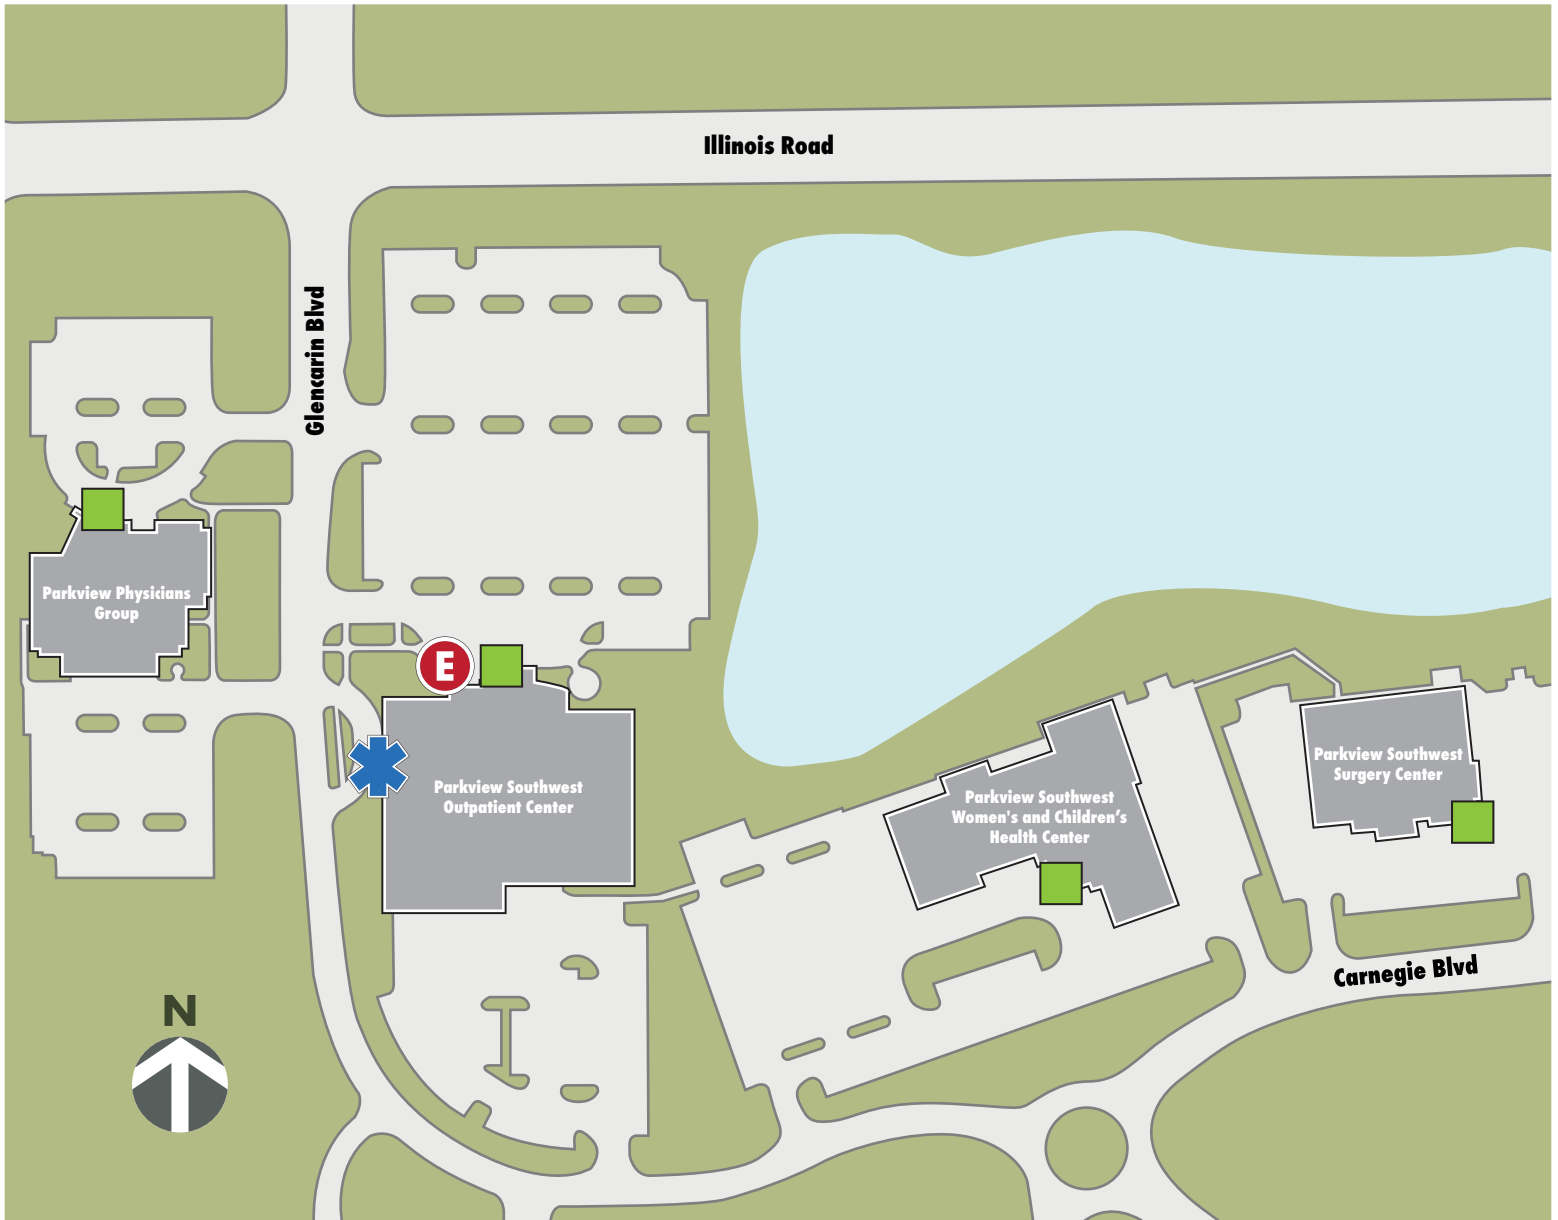 Illinois Road
Glencarin Blvd
Parkview Physicians
Group
E
Parkview Southwest
Outpatient Center
Parkview Southwest
Women's and Children's
Health Center
Parkview Southwest
Surgery Center
Carnegie Blvd
N